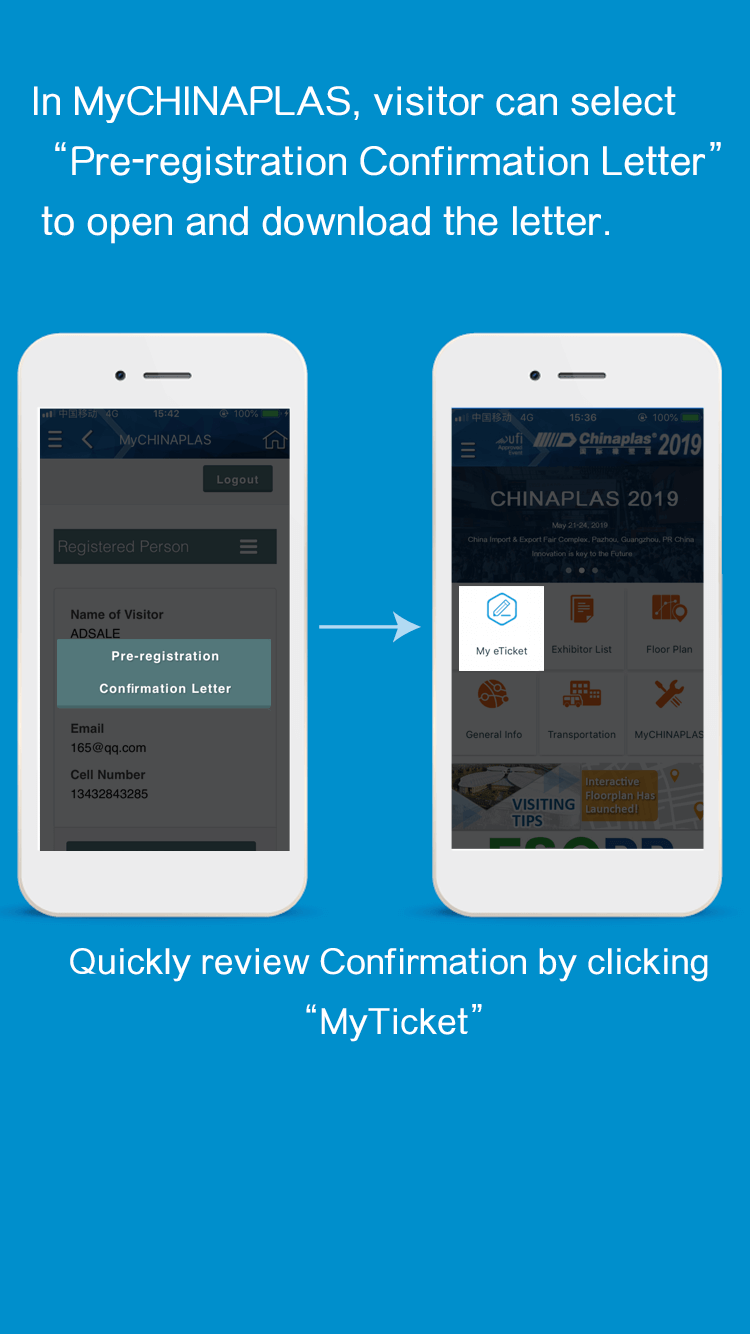 In MyCHINAPLAS, visitor can select
“Pre-registration Confirmation Letter”
to open and download the letter.
中国移动 4G 15:42 100%
MyCHINAPLAS
Logout
Registered Person
Name of Visitor
ADSALE
Pre-registration
Confirmation Letter
Email
165@qq.com
Cell Number
13432843285
中国移动 4G 15:36 100%
ufi
Approved
Event
Chinaplas® 2019
CHINAPLAS 2019
May 21-24, 2019
China Import & Export Fair Complex, Pazhou, Guangzhou, PR China
Innovation is key to the Future
My eTicket
Exhibitor List
Floor Plan
General Info
Transportation
MyCHINAPLAS
VISITING
TIPS
Interactive
Floorplan Has
Launched!
Quickly review Confirmation by clicking
“MyTicket”